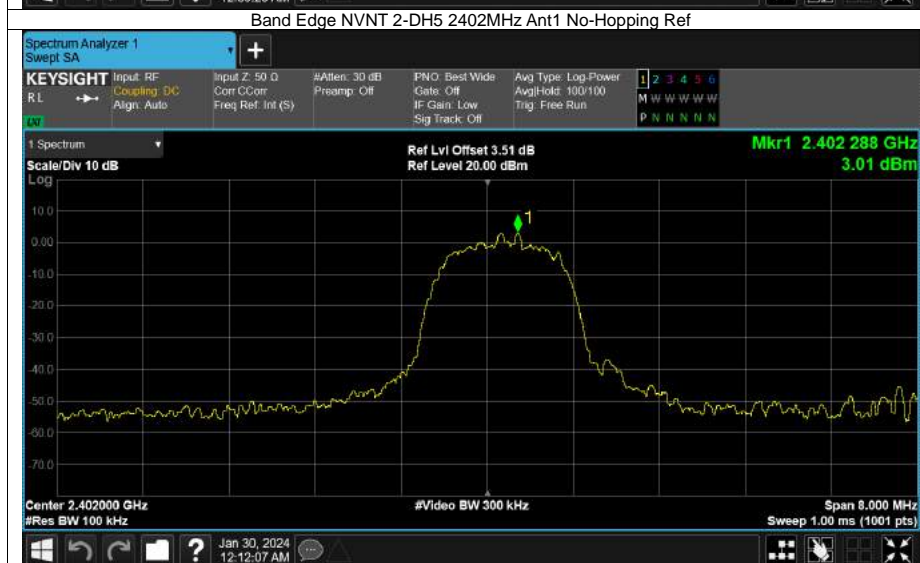 Band Edge NVNT 2-DH5 2402MHz Ant1 No-Hopping Ref
Spectrum Analyzer 1
Swept SA
+
KEYSIGHT Input: RF Input Z: 50 Ω #Atten: 30 dB PNO: Best Wide Avg Type: Log-Power 1 2 3 4 5 6
RL Coupling: DC Corr CCorr Preamp: Off Gate: Off Avg|Hold: 100/100 M W W W W W
Align: Auto Freq Ref: Int (S) IF Gain: Low Trig: Free Run
LXI Sig Track: Off P N N N N N
1 Spectrum
Ref Lvl Offset 3.51 dB Mkr1 2.402 288 GHz
Scale/Div 10 dB Ref Level 20.00 dBm 3.01 dBm
Log
10.0
1
0.00
-10.0
-20.0
-30.0
-40.0
-50.0
-60.0
-70.0
Center 2.402000 GHz #Video BW 300 kHz Span 8.000 MHz
#Res BW 100 kHz Sweep 1.00 ms (1001 pts)
? Jan 30, 2024
12:12:07 AM